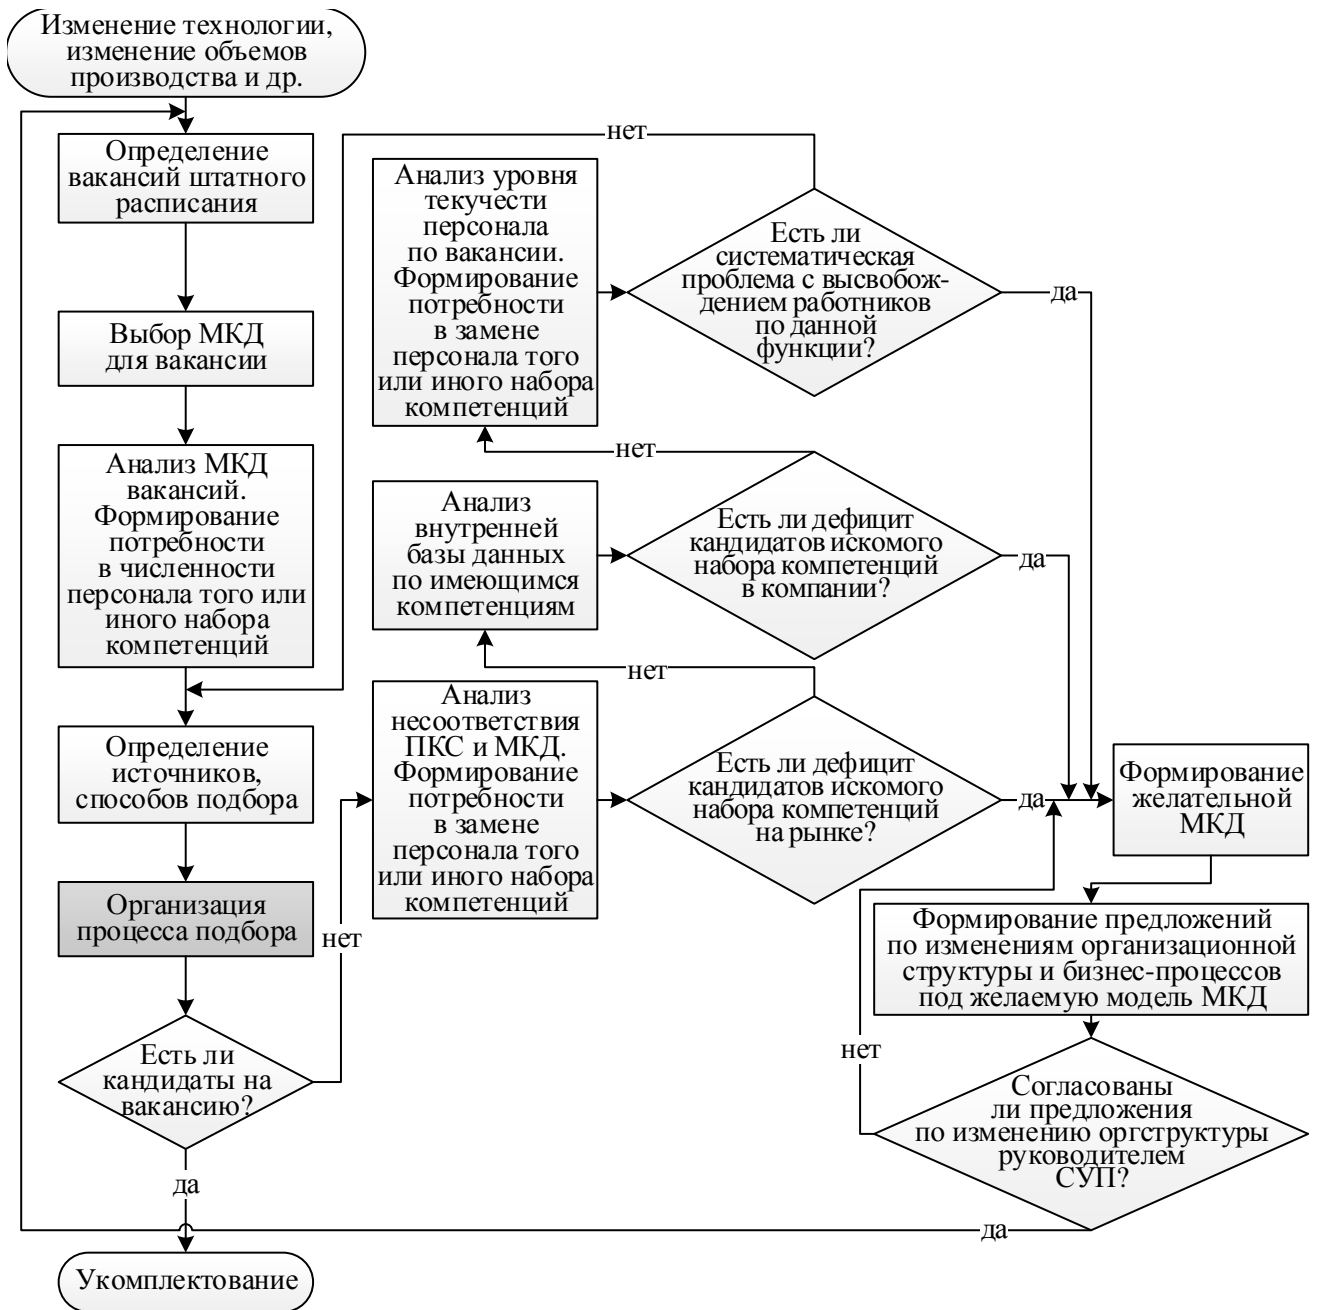 Изменение технологии,
изменение объемов
производства и др.
Определение
вакансий штатного
расписания
Выбор МКД
для вакансии
Анализ МКД
вакансий.
Формирование
потребности
в численности
персонала того или
иного набора
компетенций
Определение
источников,
способов подбора
Организация
процесса подбора
Есть ли
кандидаты на
вакансию?
да
Укомплектование
нет
Анализ
несоответствия
ПКС и МКД.
Формирование
потребности
в замене
персонала того
или иного набора
компетенций
Есть ли дефицит
кандидатов искомого
набора компетенций
на рынке?
да
нет
Анализ
внутренней
базы данных
по имеющимся
компетенциям
Есть ли дефицит
кандидатов искомого
набора компетенций
в компании?
да
нет
Анализ уровня
текучести
персонала
по вакансии.
Формирование
потребности
в замене
персонала того
или иного набора
компетенций
Есть ли
систематическая
проблема с высвобож-
дением работников
по данной
функции?
да
нет
Формирование
желательной
МКД
Формирование предложений
по изменениям организационной
структуры и бизнес-процессов
под желаемую модель МКД
Согласованы
ли предложения
по изменению оргструктуры
руководителем
СУП?
нет
да